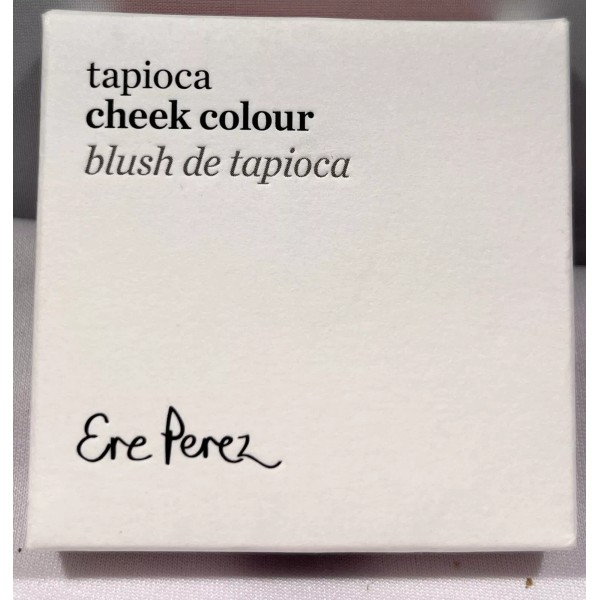 tapioca
cheek colour
blush de tapioca
Ere Perez